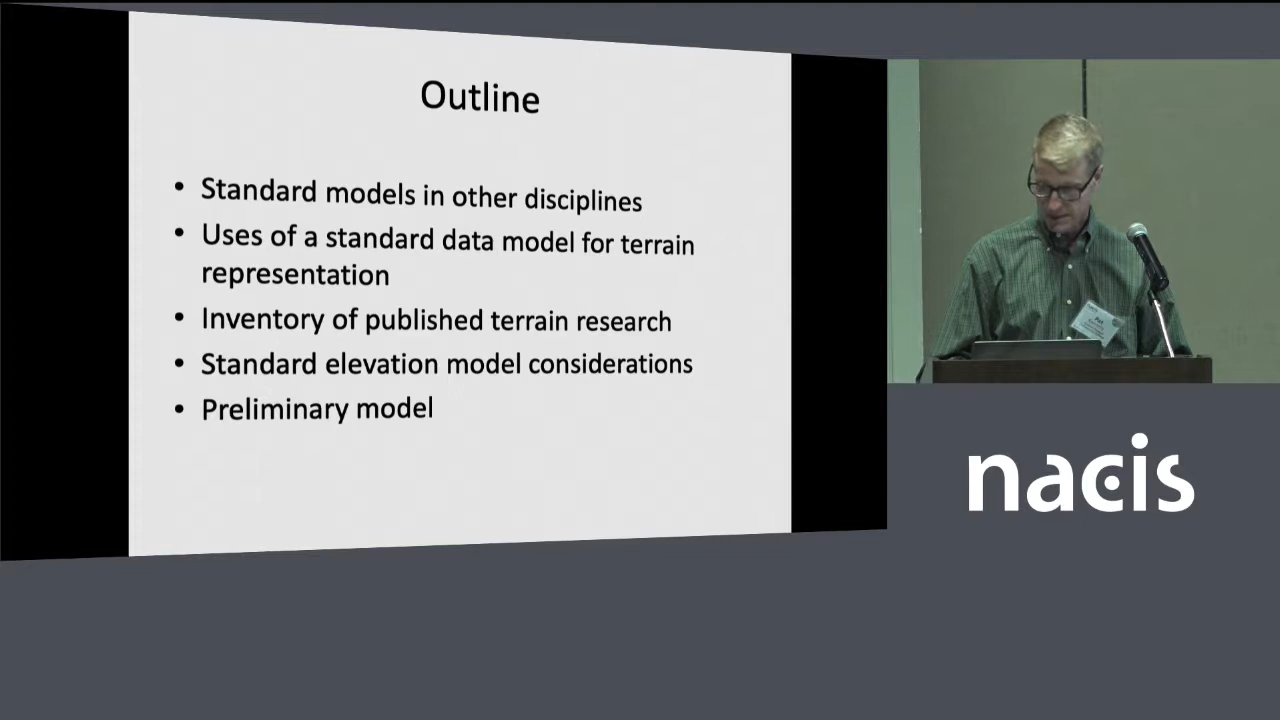 Outline
• Standard models in other disciplines
• Uses of a standard data model for terrain
representation
• Inventory of published terrain research
• Standard elevation model considerations
• Preliminary model
Pat
nacis